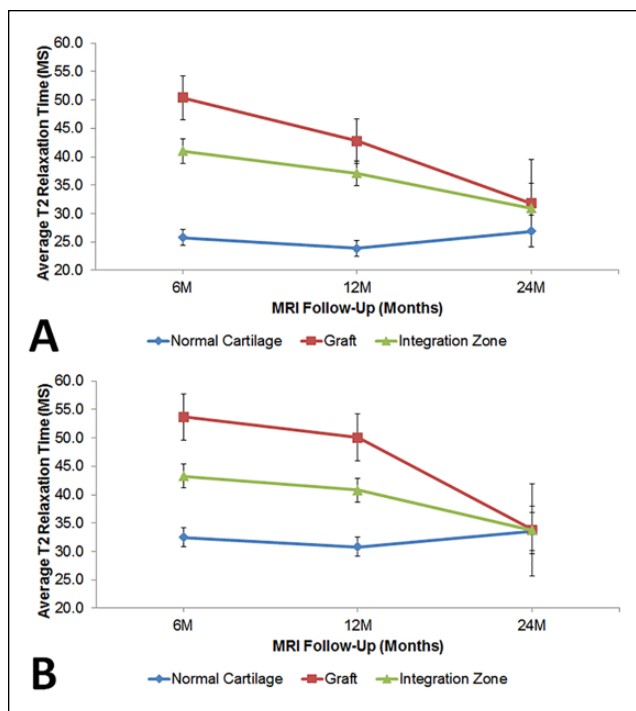 60.0
55.0
50.0
45.0
40.0
35.0
30.0
25.0
20.0
Average T2 Relaxation Time (MS)
6M 12M 24M
MRI Follow-Up (Months)
A
Normal Cartilage Graft Integration Zone
60.0
55.0
50.0
45.0
40.0
35.0
30.0
25.0
20.0
Average T2 Relaxation Time (MS)
6M 12M 24M
MRI Follow-Up (Months)
B
Normal Cartilage Graft Integration Zone